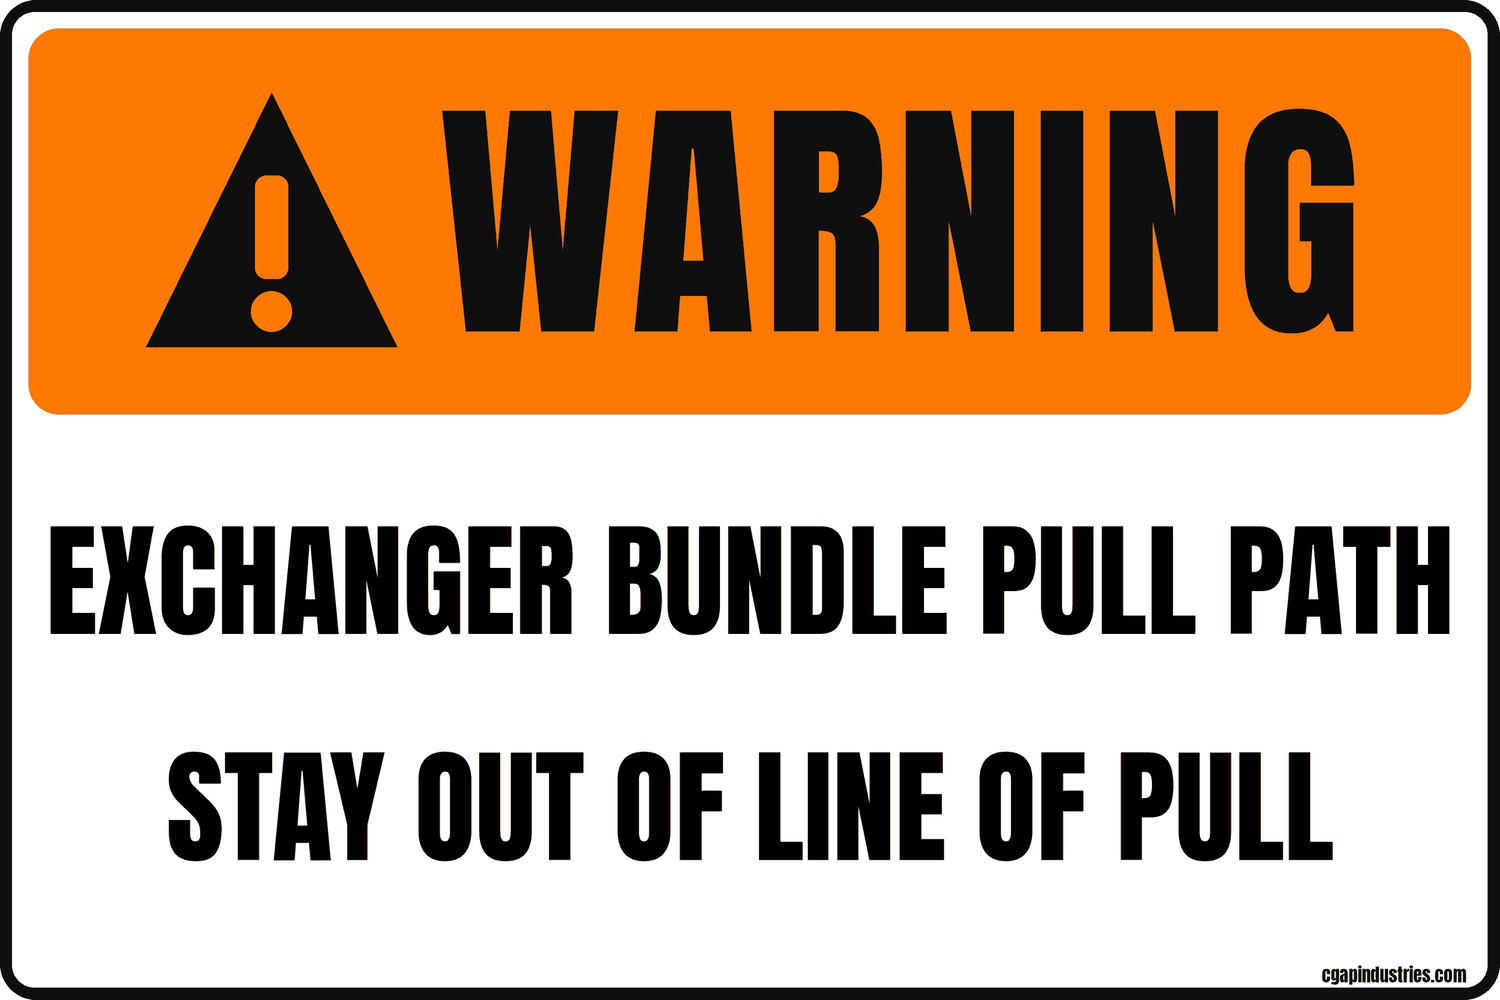 WARNING
EXCHANGER BUNDLE PULL PATH
STAY OUT OF LINE OF PULL
cgapindustries.com